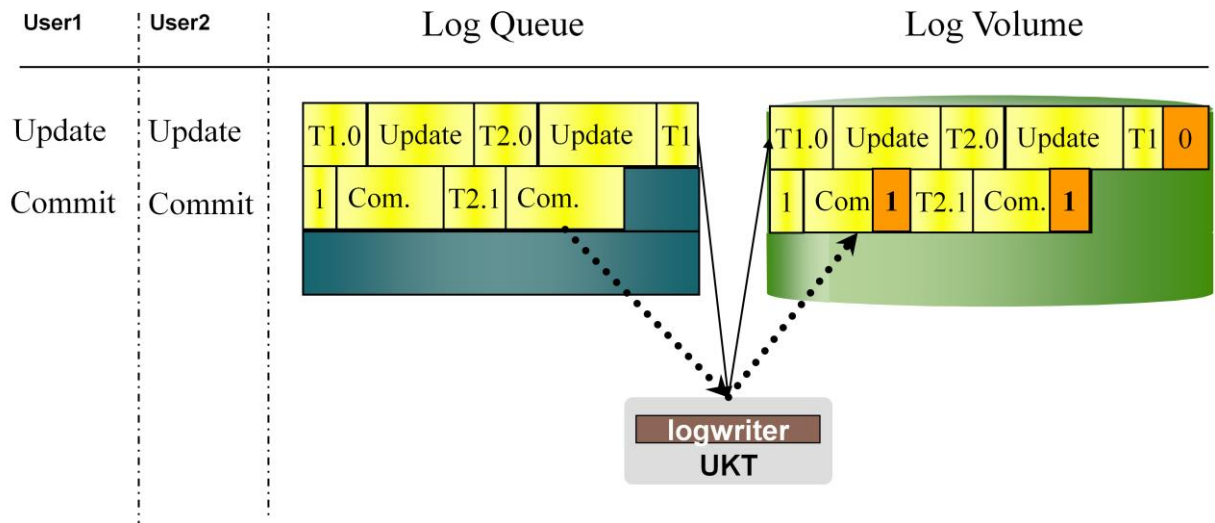 User1 User2 Log Queue Log Volume
Update Update T1.0 Update T2.0 Update T1 T1.0 Update T2.0 Update T1 0
Commit Commit 1 Com. T2.1 Com. 1 Com 1 T2.1 Com. 1
logwriter
UKT